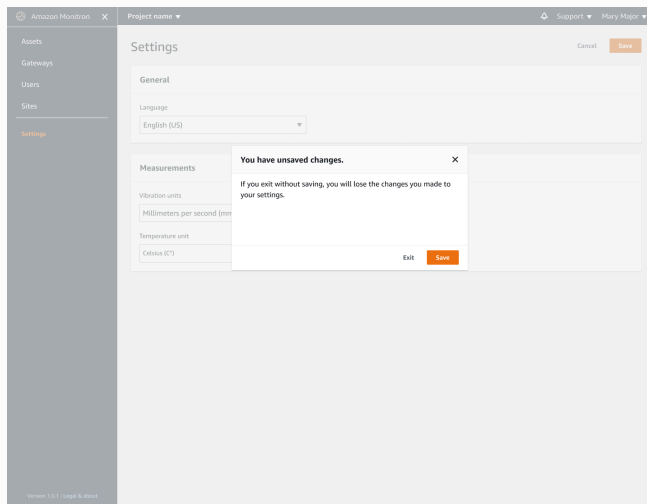 Amazon Monitron X
Project name
Support
Mary Major
Assets
Gateways
Users
Sites
Settings
Settings
Cancel
Save
General
Language
English (US)
Measurements
Vibration units
Millimeters per second (mm
Temperature unit
Celsius (C°)
You have unsaved changes.
If you exit without saving, you will lose the changes you made to
your settings.
Exit
Save
Version 1.0.1 | Legal & about